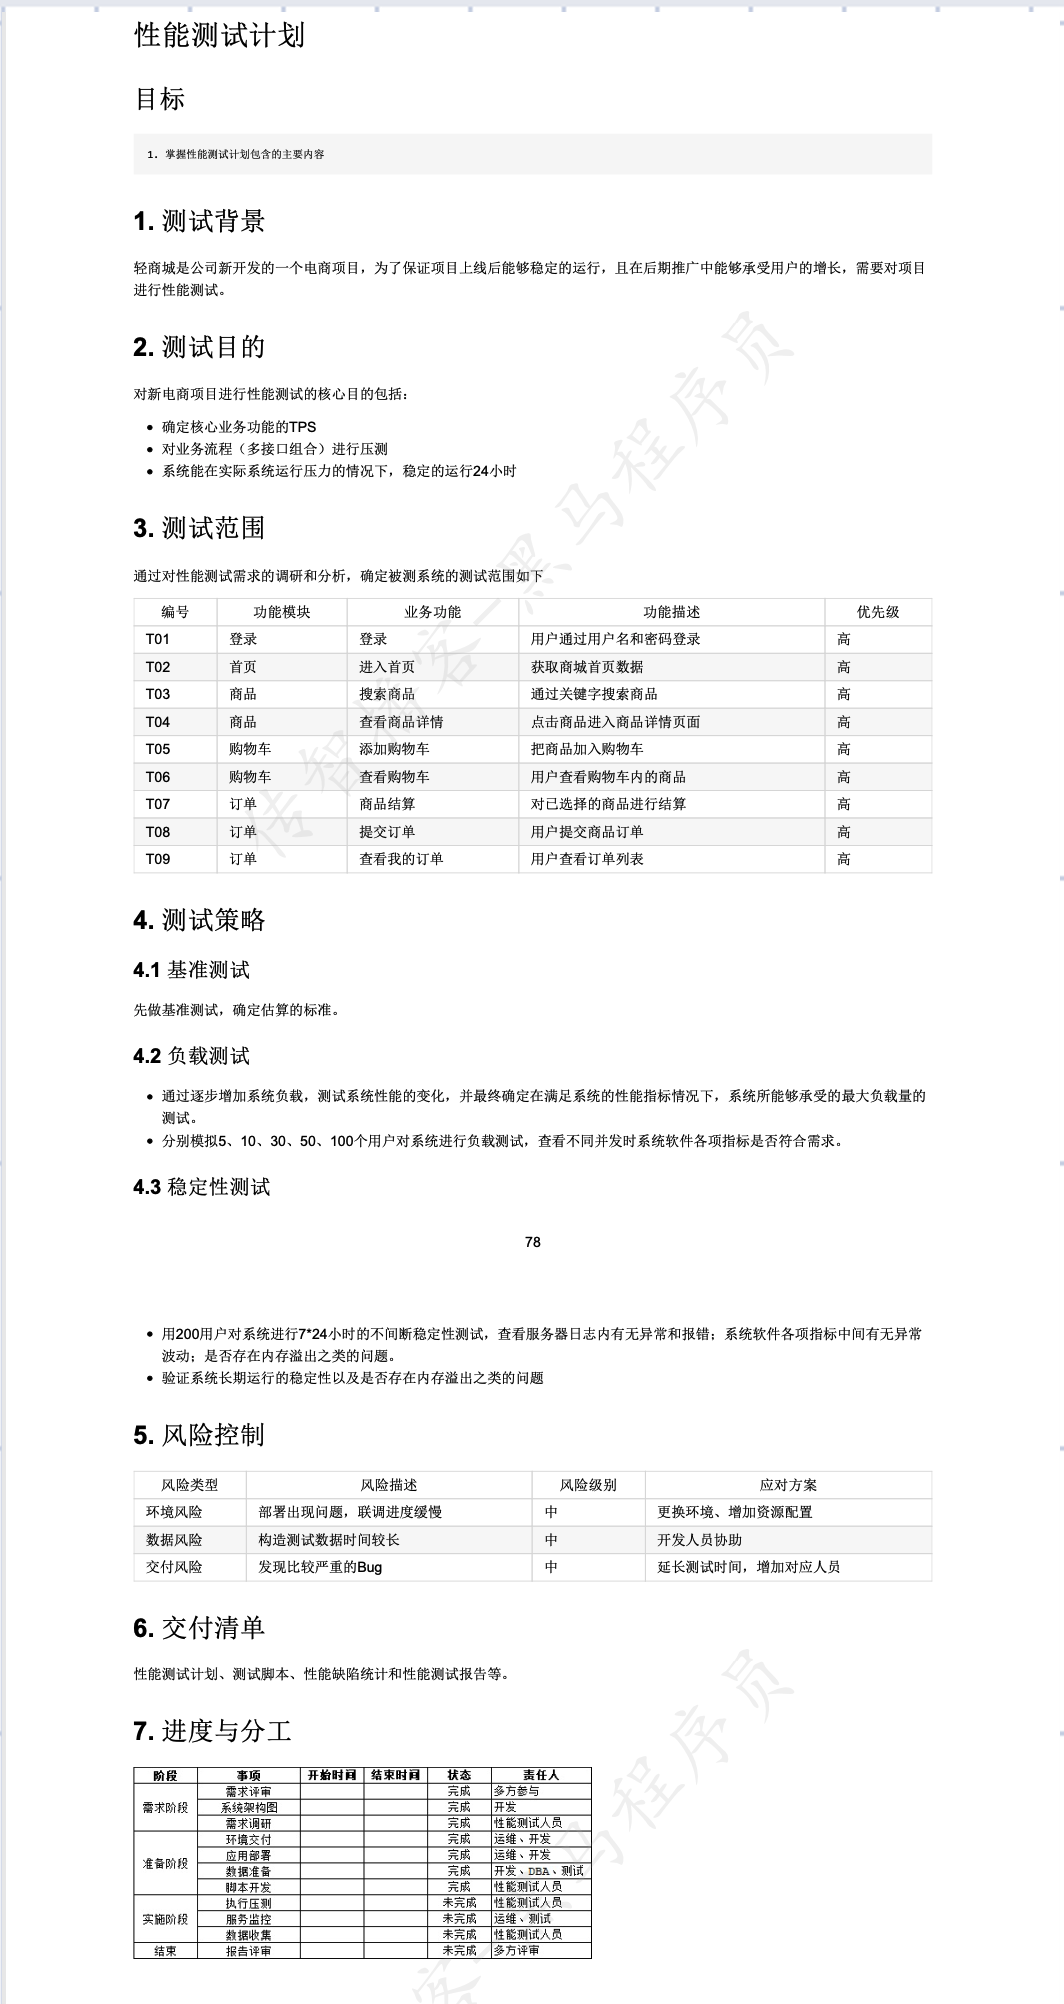 性能测试计划
目标
1. 掌握性能测试计划包含的主要内容
1. 测试背景
轻商城是公司新开发的一个电商项目，为了保证项目上线后能够稳定的运行，且在后期推广中能够承受用户的增长，需要对项目
进行性能测试。
2. 测试目的
对新电商项目进行性能测试的核心目的包括：
• 确定核心业务功能的TPS
• 对业务流程（多接口组合）进行压测
• 系统能在实际系统运行压力的情况下，稳定的运行24小时
3. 测试范围
通过对性能测试需求的调研和分析，确定被测系统的测试范围如下
编号 功能模块 业务功能 功能描述 优先级
T01 登录 登录 用户通过用户名和密码登录 高
T02 首页 进入首页 获取商城首页数据 高
T03 商品 搜索商品 通过关键字搜索商品 高
T04 商品 查看商品详情 点击商品进入商品详情页面 高
T05 购物车 添加购物车 把商品加入购物车 高
T06 购物车 查看购物车 用户查看购物车内的商品 高
T07 订单 商品结算 对已选择的商品进行结算 高
T08 订单 提交订单 用户提交商品订单 高
T09 订单 查看我的订单 用户查看订单列表 高
传智播客—黑马程序员
4. 测试策略
4.1 基准测试
先做基准测试，确定估算的标准。
4.2 负载测试
• 通过逐步增加系统负载，测试系统性能的变化，并最终确定在满足系统的性能指标情况下，系统所能够承受的最大负载量的
测试。
• 分别模拟5、10、30、50、100个用户对系统进行负载测试，查看不同并发时系统软件各项指标是否符合需求。
4.3 稳定性测试
78
• 用200用户对系统进行7*24小时的不间断稳定性测试，查看服务器日志内有无异常和报错；系统软件各项指标中间有无异常
波动；是否存在内存溢出之类的问题。
• 验证系统长期运行的稳定性以及是否存在内存溢出之类的问题
5. 风险控制
风险类型 风险描述 风险级别 应对方案
环境风险 部署出现问题，联调进度缓慢 中 更换环境、增加资源配置
数据风险 构造测试数据时间较长 中 开发人员协助
交付风险 发现比较严重的Bug 中 延长测试时间，增加对应人员
6. 交付清单
性能测试计划、测试脚本、性能缺陷统计和性能测试报告等。
7. 进度与分工
阶段 事项 开始时间 结束时间 状态 责任人
需求阶段 需求评审 完成 多方参与
系统架构图 完成 开发
需求调研 完成 性能测试人员
准备阶段 环境交付 完成 运维、开发
应用部署 完成 运维、开发
数据准备 完成 开发、DBA、测试
脚本开发 完成 性能测试人员
实施阶段 执行压测 未完成 性能测试人员
服务监控 未完成 运维、测试
数据收集 未完成 性能测试人员
结束 报告评审 未完成 多方评审
客—黑马程序员